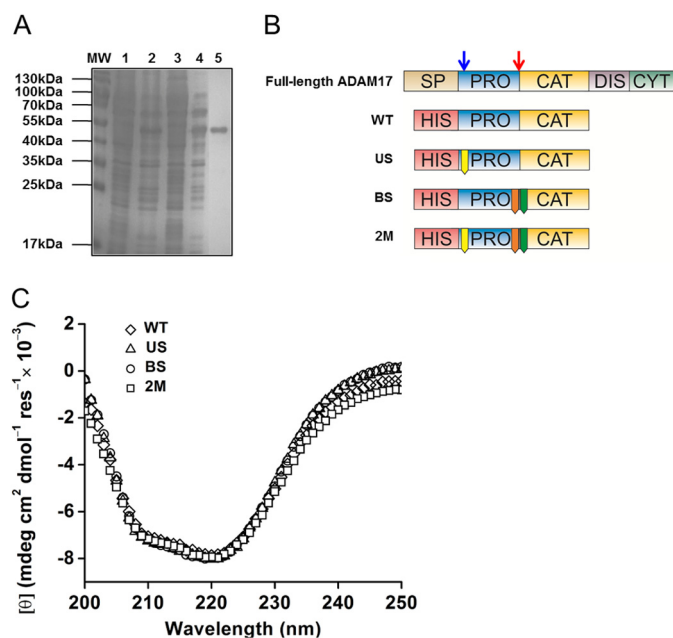 A
MW 1 2 3 4 5
130kDa
100kDa
70kDa
55kDa
40kDa
35kDa
25kDa
17kDa
B
Full-length ADAM17 SP PRO CAT DIS CYT
WT HIS PRO CAT
US HIS PRO CAT
BS HIS PRO CAT
2M HIS PRO CAT
C
WT
US
BS
2M
2
0
-2
-4
-6
-8
[θ] (mdeg cm² dmol⁻¹ res⁻¹ × 10⁻³)
200 210 220 230 240 250
Wavelength (nm)